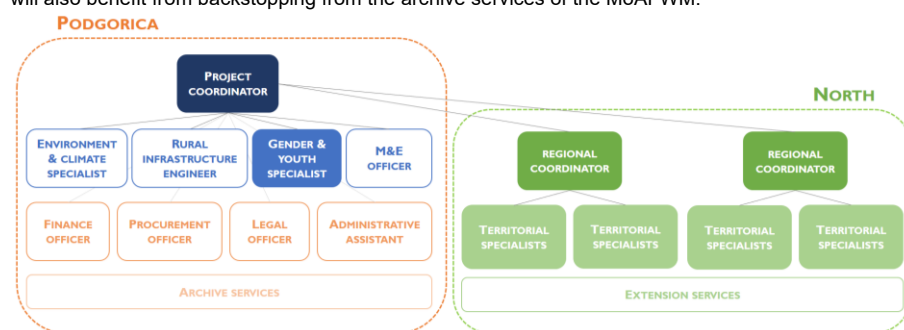 will also benefit from backstopping from the archive services of the MoAFWM.
PODGORICA
PROJECT
COORDINATOR
NORTH
ENVIRONMENT
& CLIMATE
SPECIALIST
RURAL
INFRASTRUCTURE
ENGINEER
GENDER &
YOUTH
SPECIALIST
M&E
OFFICER
REGIONAL
COORDINATOR
REGIONAL
COORDINATOR
FINANCE
OFFICER
PROCUREMENT
OFFICER
LEGAL
OFFICER
ADMINISTRATIVE
ASSISTANT
TERRITORIAL
SPECIALISTS
TERRITORIAL
SPECIALISTS
TERRITORIAL
SPECIALISTS
TERRITORIAL
SPECIALISTS
ARCHIVE SERVICES
EXTENSION SERVICES